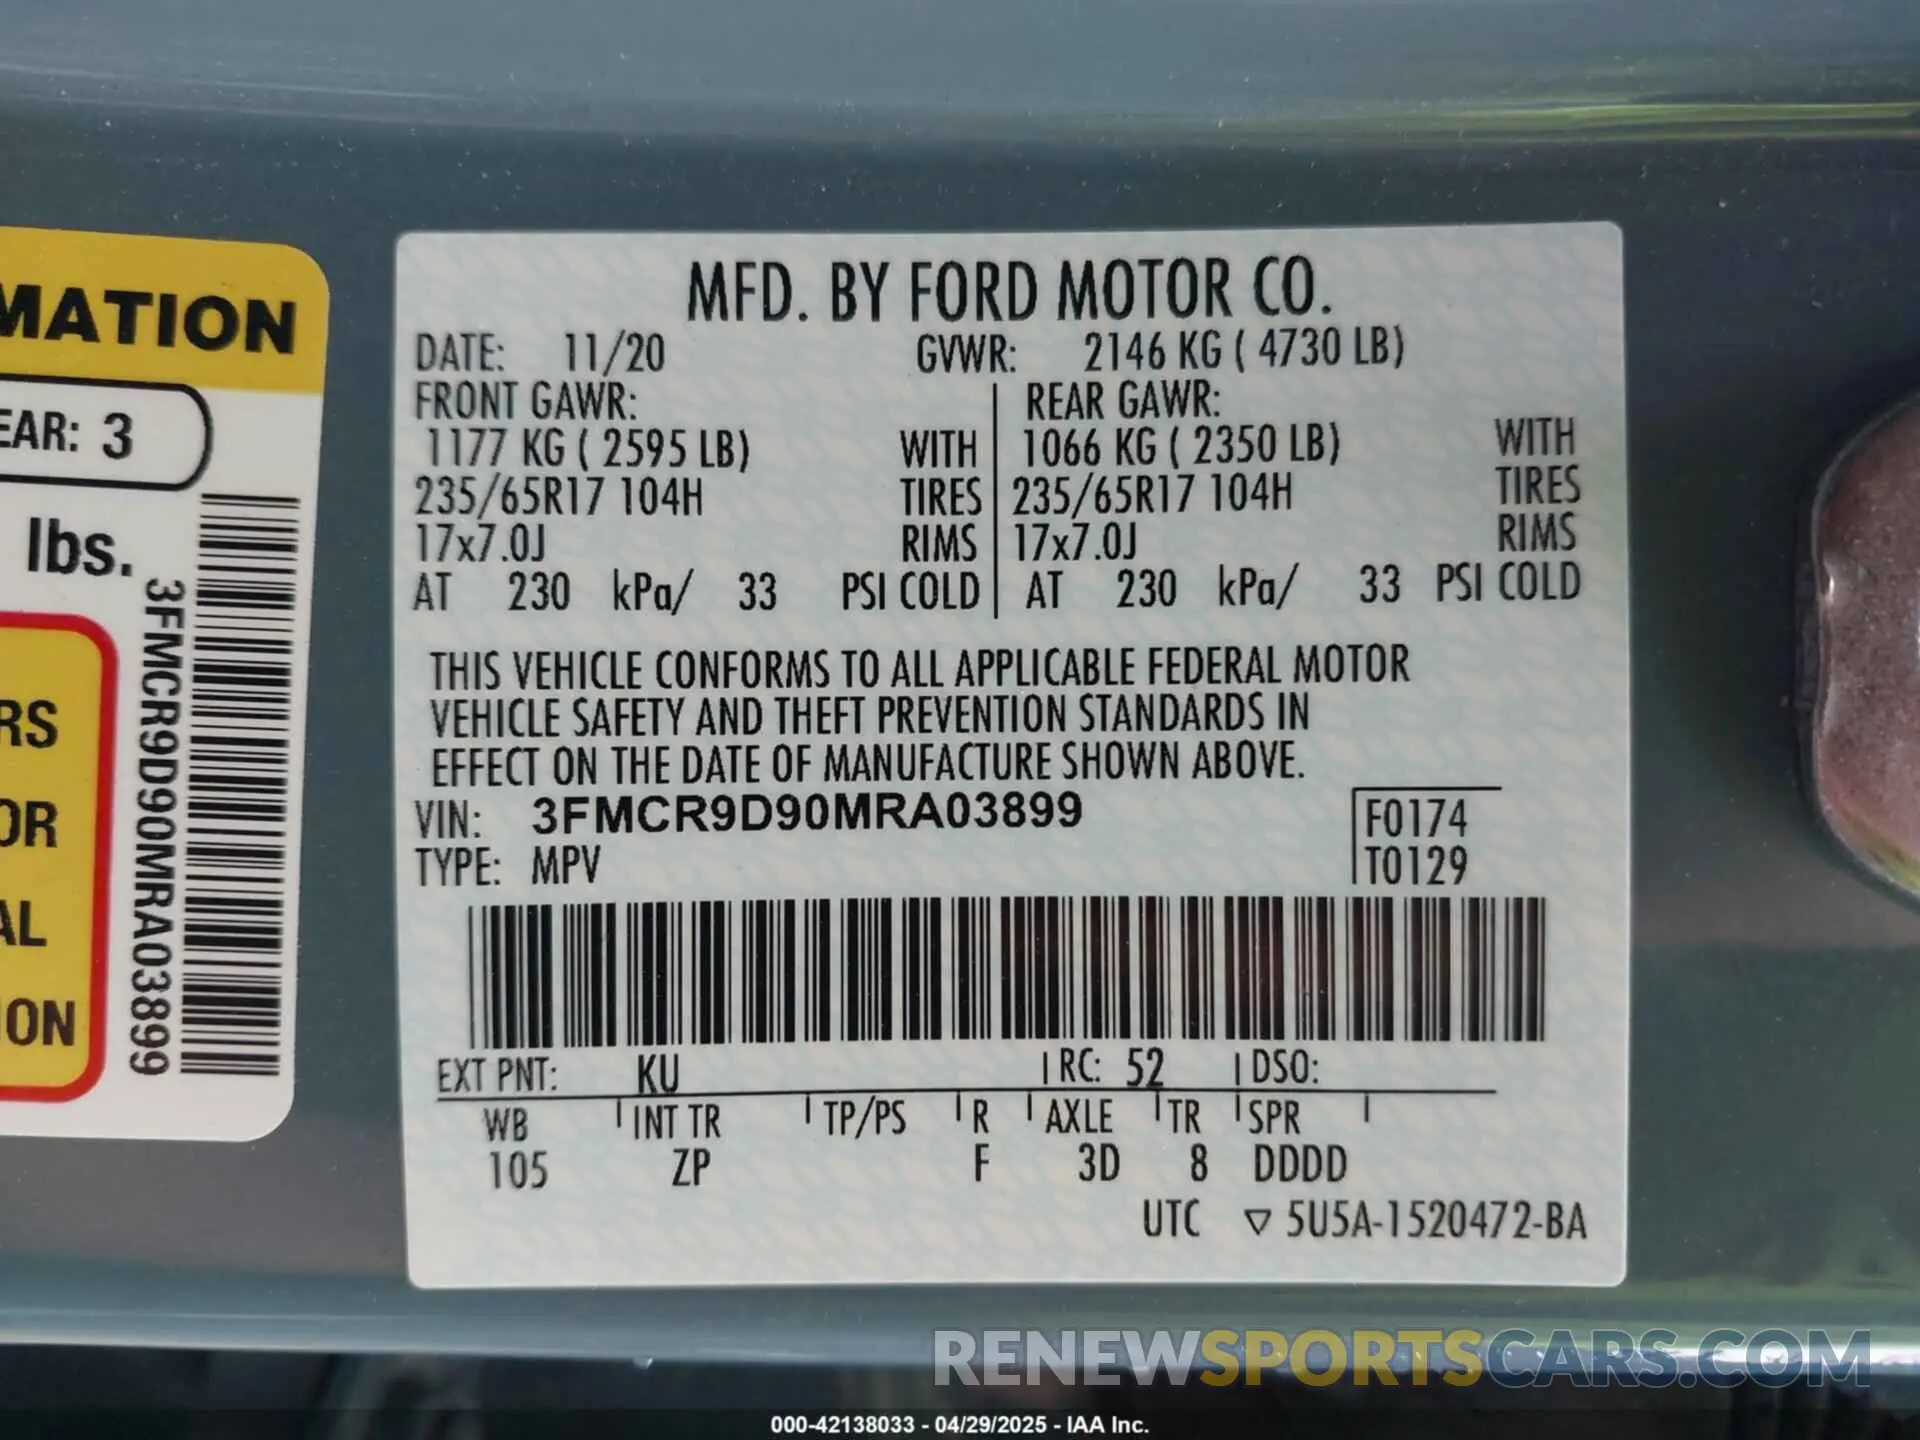 MATION
EAR: 3
lbs.
RS
OR
AL
ION
3FMCR9D90MRA03899
MFD. BY FORD MOTOR CO.
DATE: 11/20 GVWR: 2146 KG ( 4730 LB)
FRONT GAWR: REAR GAWR:
1177 KG ( 2595 LB) WITH 1066 KG ( 2350 LB) WITH
235/65R17 104H TIRES 235/65R17 104H TIRES
17x7.0J RIMS 17x7.0J RIMS
AT 230 kPa/ 33 PSI COLD AT 230 kPa/ 33 PSI COLD
THIS VEHICLE CONFORMS TO ALL APPLICABLE FEDERAL MOTOR
VEHICLE SAFETY AND THEFT PREVENTION STANDARDS IN
EFFECT ON THE DATE OF MANUFACTURE SHOWN ABOVE.
VIN: 3FMCR9D90MRA03899 F0174
TYPE: MPV T0129
EXT PNT: KU RC: 52 DSO:
WB INT TR TP/PS R AXLE TR SPR
105 ZP F 3D 8 DDDD
UTC ▽ 5U5A-1520472-BA
RENEWSPORTSCARS.COM
000-42138033 - 04/29/2025 - IAA Inc.